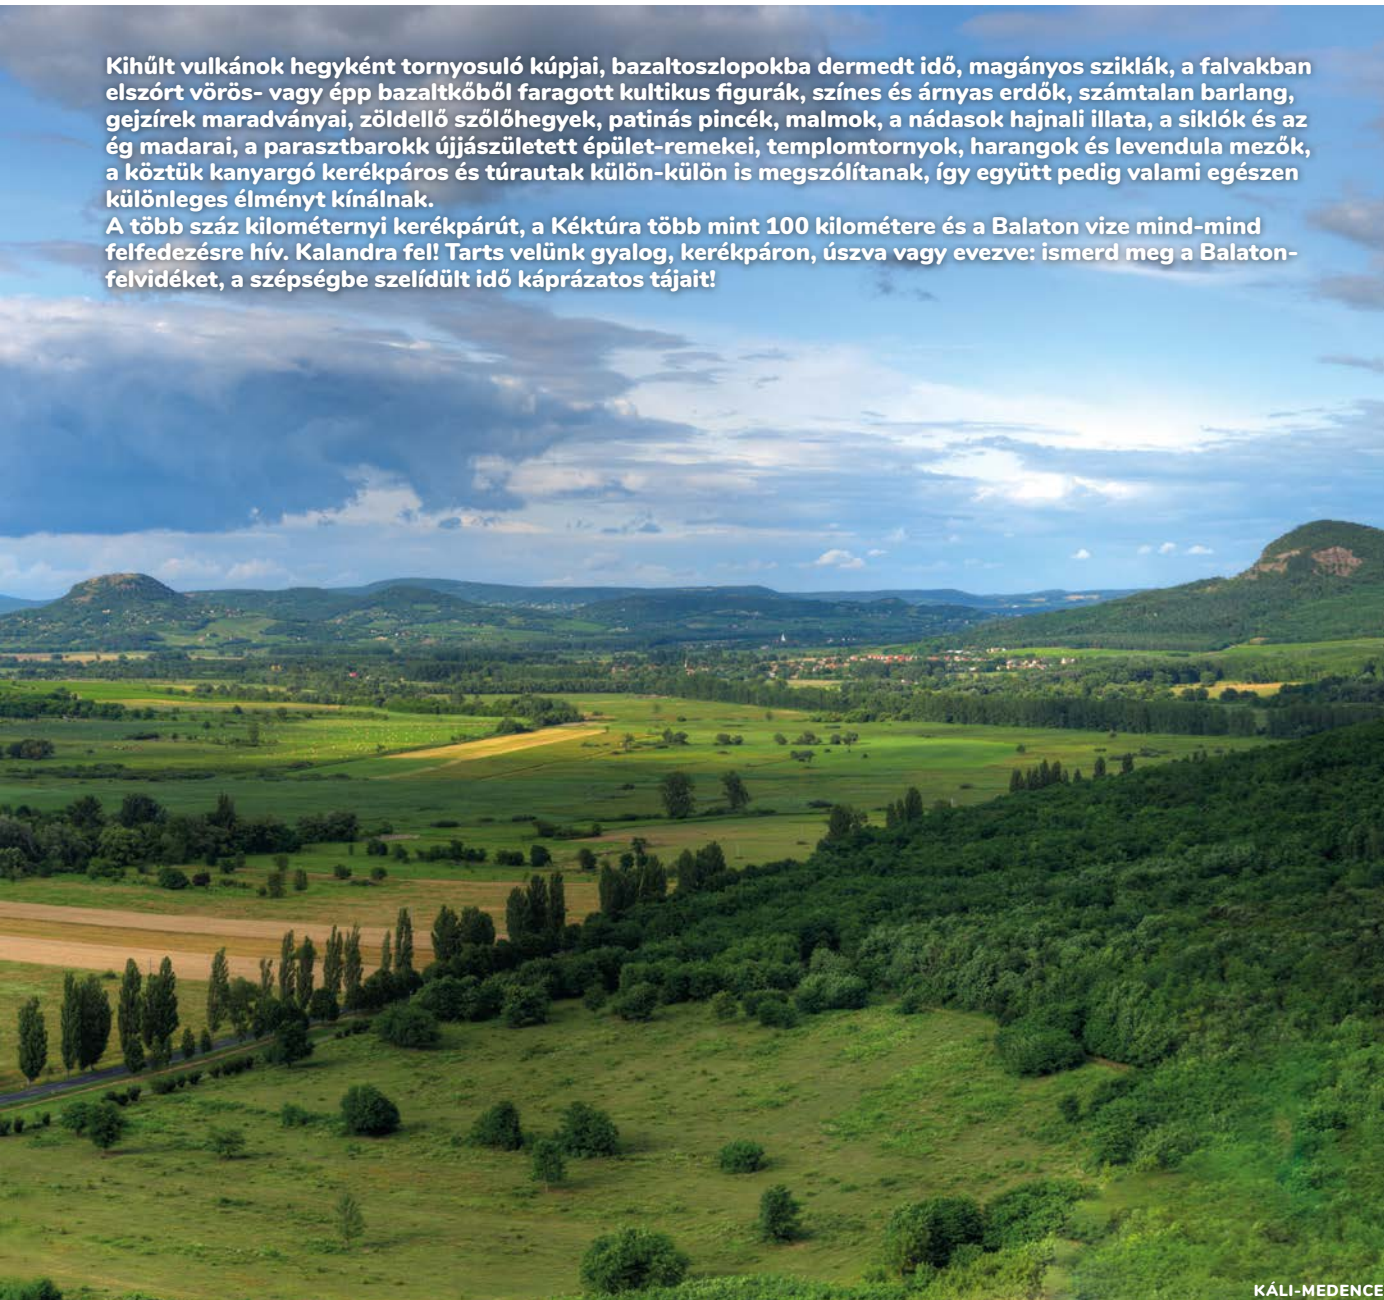 Kihűlt vulkánok hegyként tornyosuló kúpjai, bazaltoszlopokba dermedt idő, magányos sziklák, a falvakban
elszórt vörös- vagy épp bazaltkőből faragott kultikus figurák, színes és árnyas erdők, számtalan barlang,
gejzírek maradványai, zöldellő szőlőhegyek, patinás pincék, malmok, a nádasok hajnali illata, a siklók és az
ég madarai, a parasztbarokk újjászületett épület-remekei, templomtornyok, harangok és levendula mezők,
a köztük kanyargó kerékpáros és túrautak külön-külön is megszólítanak, így együtt pedig valami egészen
különleges élményt kínálnak.
A több száz kilométernyi kerékpárút, a Kéktúra több mint 100 kilométere és a Balaton vize mind-mind
felfedezésre hív. Kalandra fel! Tarts velünk gyalog, kerékpáron, úszva vagy evezve: ismerd meg a Balaton-
felvidéket, a szépségbe szelídült idő káprázatos tájait!
KÁLI-MEDENCE